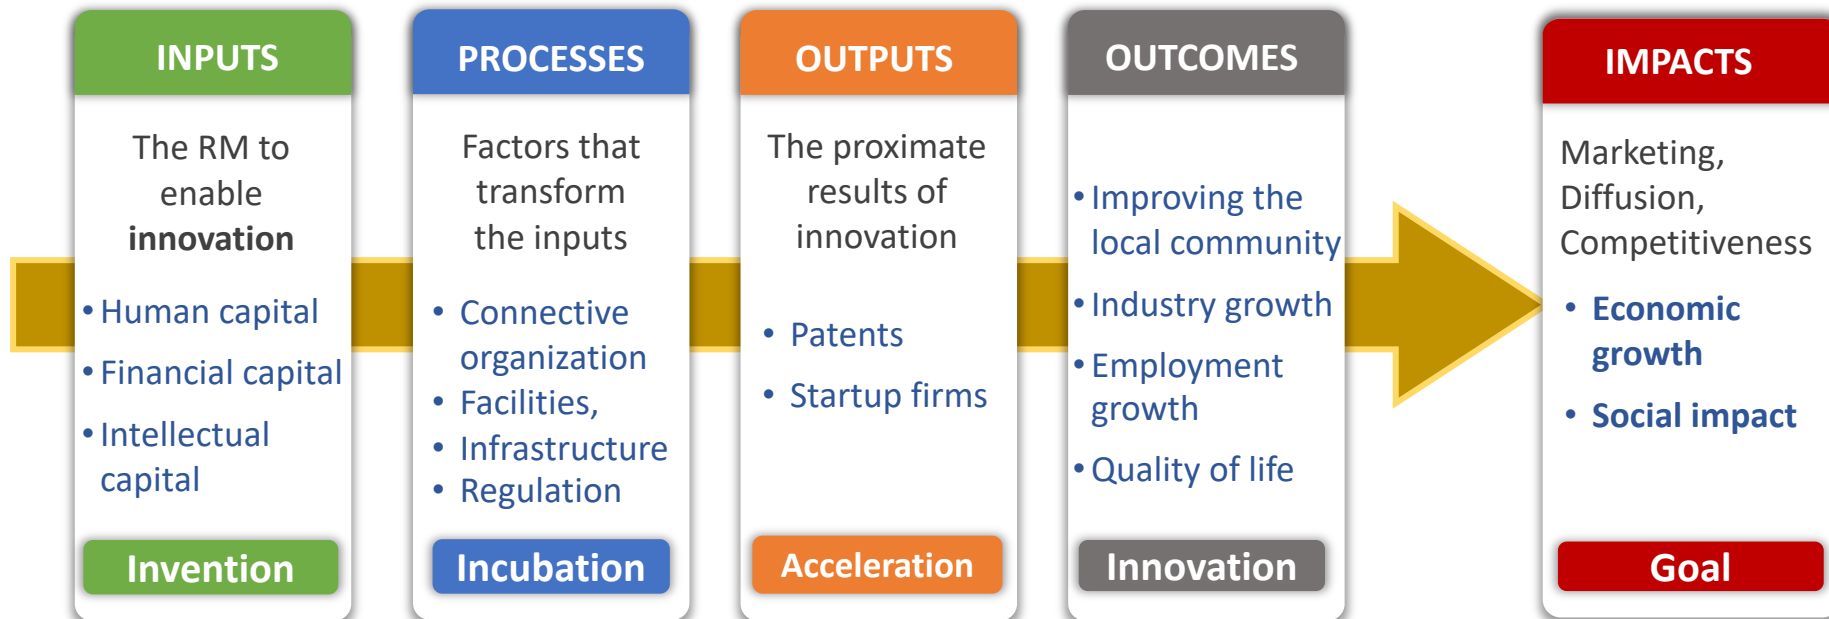 INPUTS
The RM to
enable
innovation
• Human capital
• Financial capital
• Intellectual
capital
Invention
PROCESSES
Factors that
transform
the inputs
• Connective
organization
• Facilities,
• Infrastructure
• Regulation
Incubation
OUTPUTS
The proximate
results of
innovation
• Patents
• Startup firms
Acceleration
OUTCOMES
• Improving the
local community
• Industry growth
• Employment
growth
• Quality of life
Innovation
IMPACTS
Marketing,
Diffusion,
Competitiveness
• Economic
growth
• Social impact
Goal